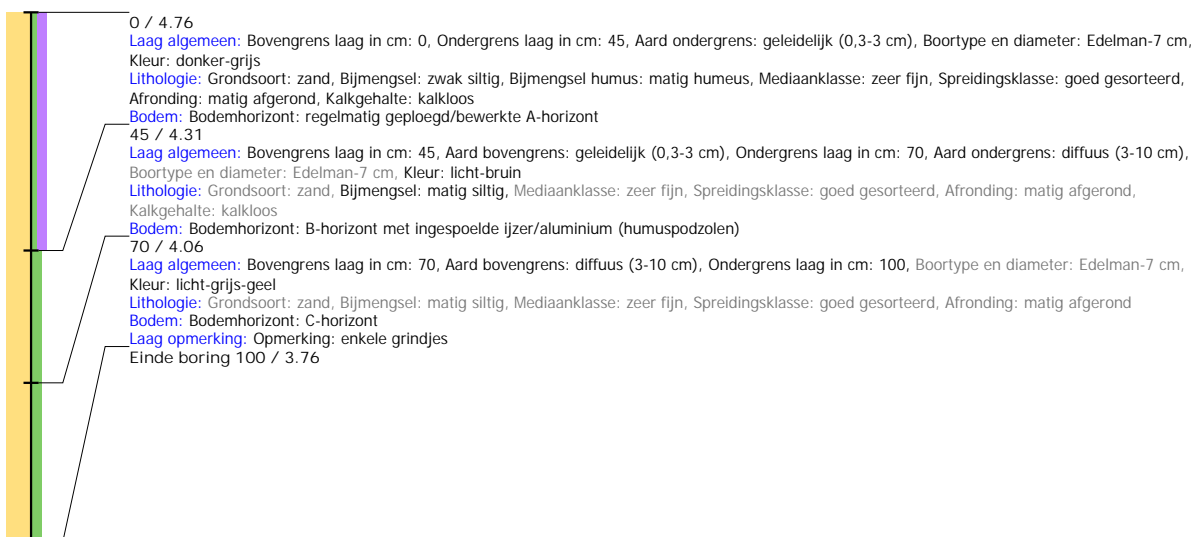 0 / 4.76
Laag algemeen: Bovengrens laag in cm: 0, Ondergrens laag in cm: 45, Aard ondergrens: geleidelijk (0,3-3 cm), Boortype en diameter: Edelman-7 cm,
Kleur: donker-grijs
Lithologie: Grondsoort: zand, Bijmengsel: zwak siltig, Bijmengsel humus: matig humeus, Mediaanklasse: zeer fijn, Spreidingsklasse: goed gesorteerd,
Afronding: matig afgerond, Kalkgehalte: kalkloos
Bodem: Bodemhorizont: regelmatig geploegd/bewerkte A-horizont
45 / 4.31
Laag algemeen: Bovengrens laag in cm: 45, Aard bovengrens: geleidelijk (0,3-3 cm), Ondergrens laag in cm: 70, Aard ondergrens: diffuus (3-10 cm),
Boortype en diameter: Edelman-7 cm, Kleur: licht-bruin
Lithologie: Grondsoort: zand, Bijmengsel: matig siltig, Mediaanklasse: zeer fijn, Spreidingsklasse: goed gesorteerd, Afronding: matig afgerond,
Kalkgehalte: kalkloos
Bodem: Bodemhorizont: B-horizont met ingespoelde ijzer/aluminium (humuspodzolen)
70 / 4.06
Laag algemeen: Bovengrens laag in cm: 70, Aard bovengrens: diffuus (3-10 cm), Ondergrens laag in cm: 100, Boortype en diameter: Edelman-7 cm,
Kleur: licht-grijs-geel
Lithologie: Grondsoort: zand, Bijmengsel: matig siltig, Mediaanklasse: zeer fijn, Spreidingsklasse: goed gesorteerd, Afronding: matig afgerond
Bodem: Bodemhorizont: C-horizont
Laag opmerking: Opmerking: enkele grindjes
Einde boring 100 / 3.76